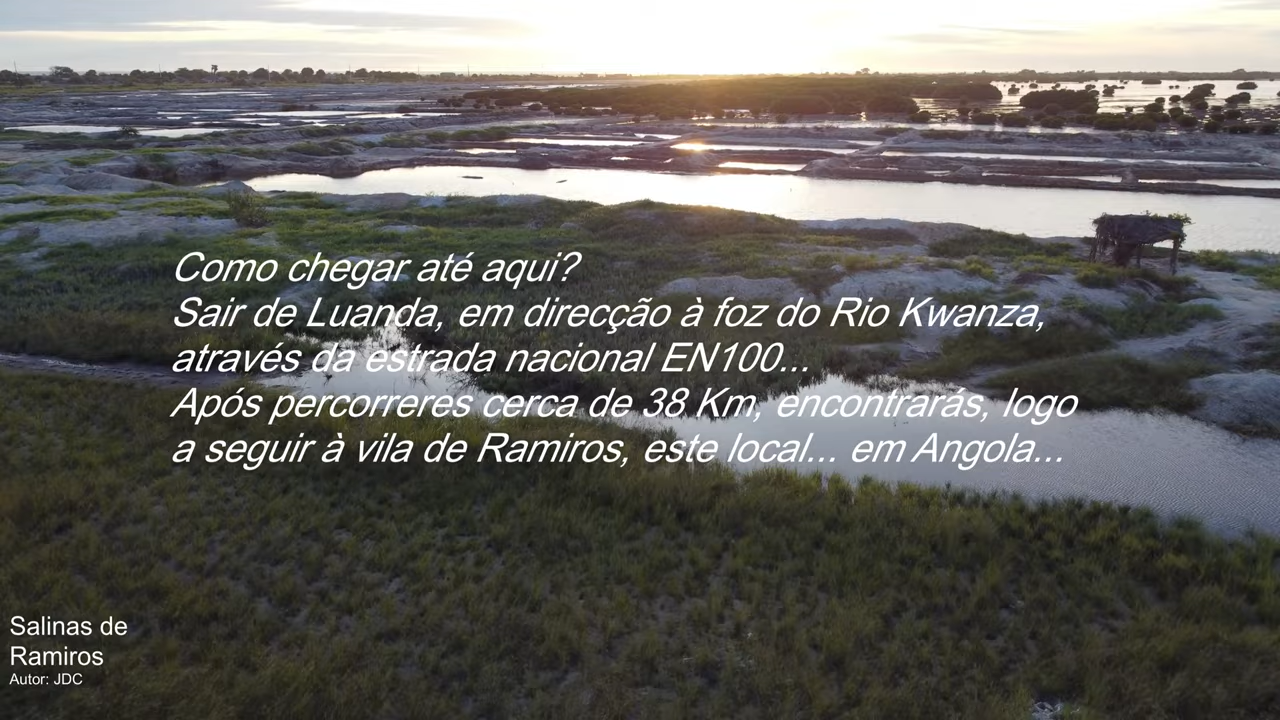 Como chegar até aqui?
Sair de Luanda, em direcção à foz do Rio Kwanza,
através da estrada nacional EN100...
Após percorreres cerca de 38 Km, encontrarás, logo
a seguir à vila de Ramiros, este local... em Angola...
Salinas de
Ramiros
Autor: JDC